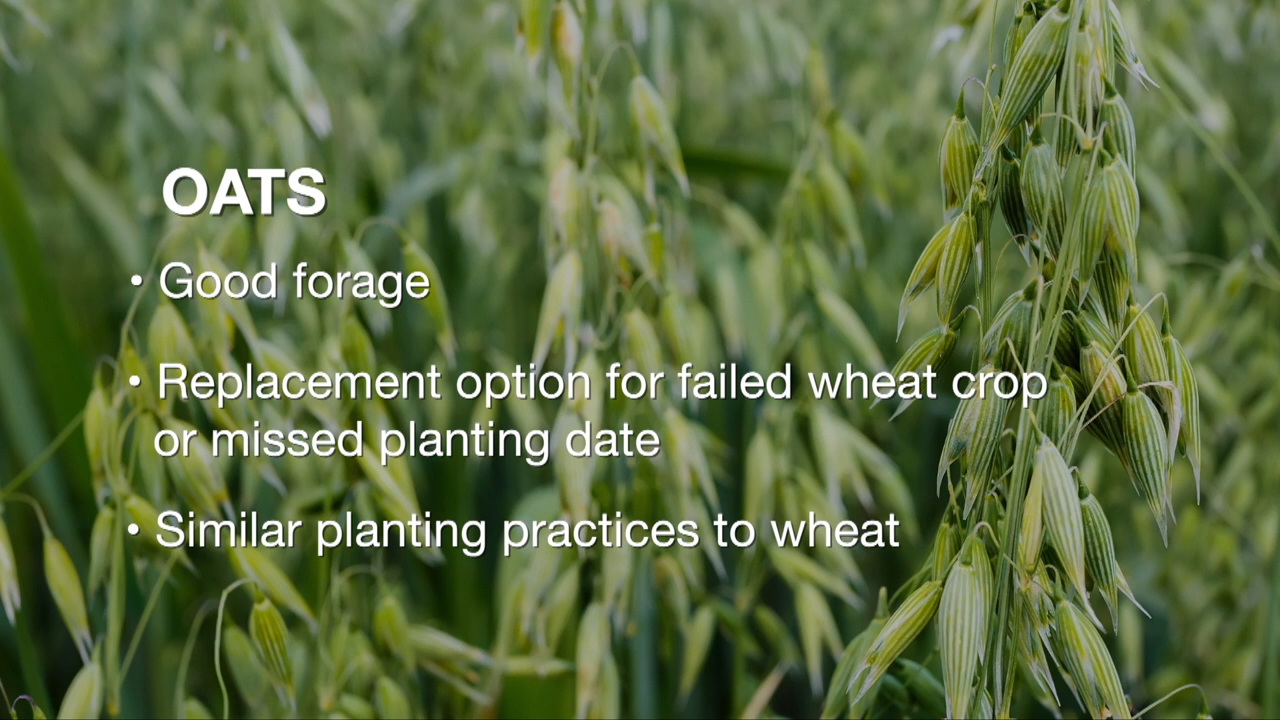 OATS
• Good forage
• Replacement option for failed wheat crop
or missed planting date
• Similar planting practices to wheat